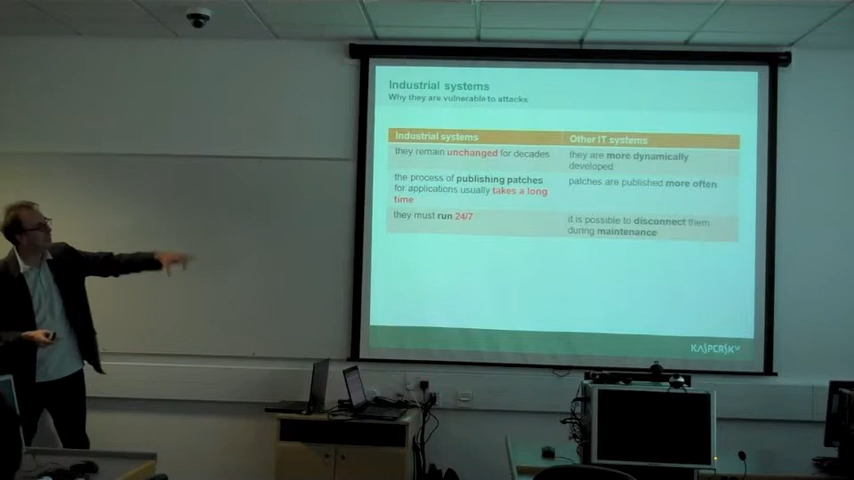 Industrial systems
Why they are vulnerable to attacks
Industrial systems
Other IT systems
they remain unchanged for decades
they are more dynamically
developed
the process of publishing patches
for applications usually takes a long
time
patches are published more often
they must run 24/7
it is possible to disconnect them
during maintenance
KASPERSKY